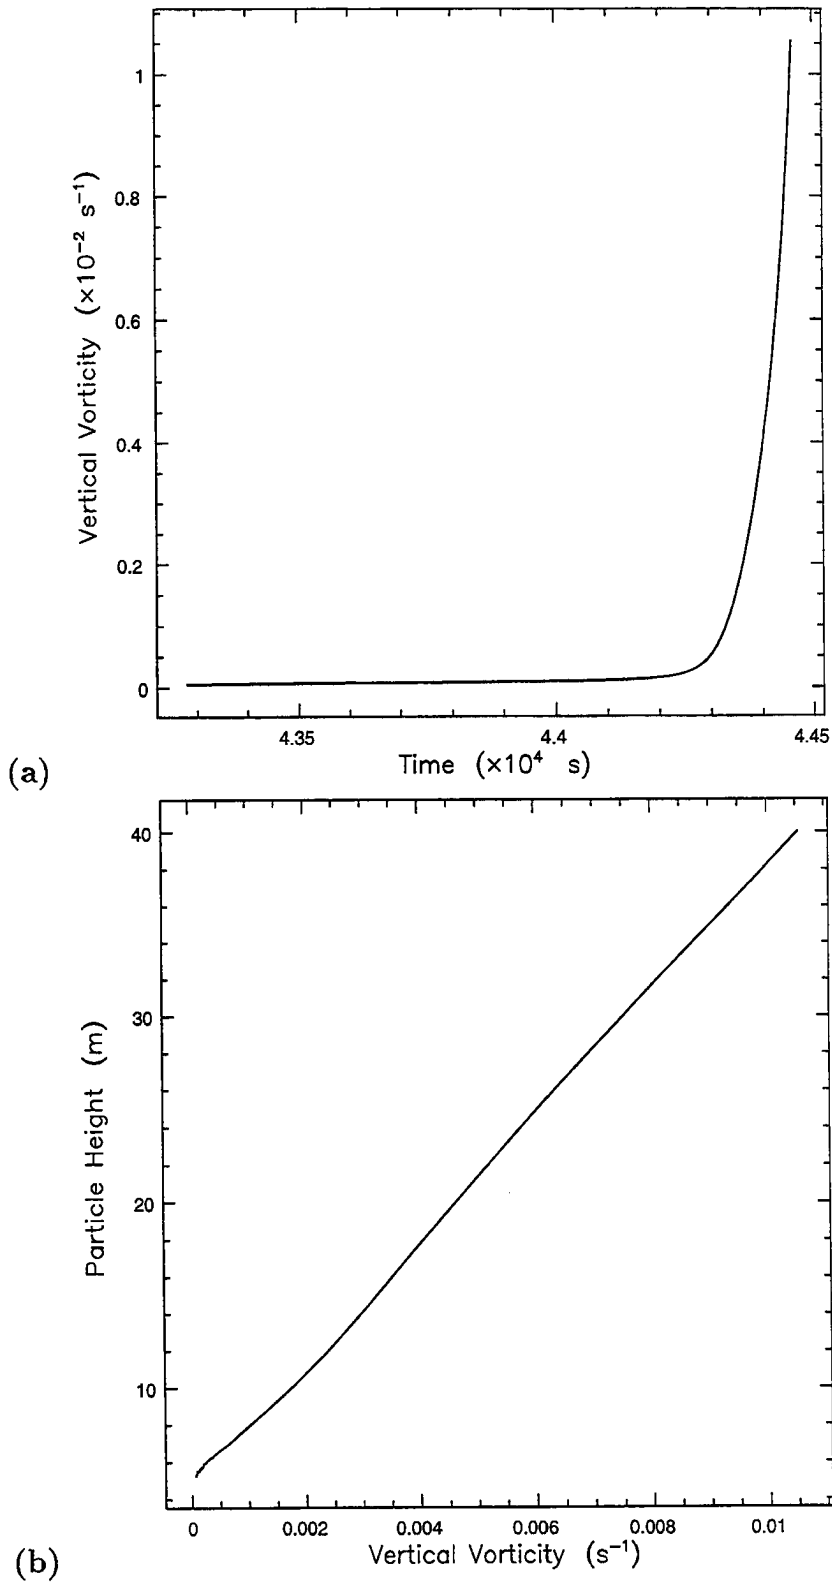 1
0.8
0.6
0.4
0.2
0
Vertical Vorticity (×10⁻² s⁻¹)
4.35 4.4 4.45
Time (×10⁴ s)
(a)
40
30
20
10
Particle Height (m)
0 0.002 0.004 0.006 0.008 0.01
Vertical Vorticity (s⁻¹)
(b)